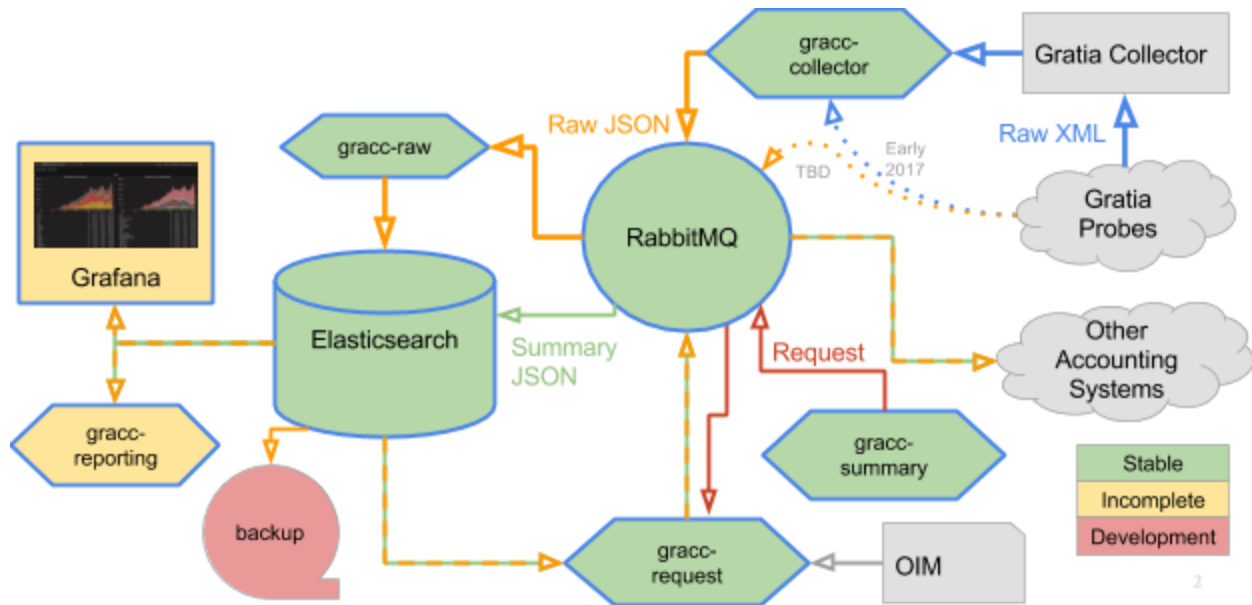 gracc-
collector
Gratia Collector
Raw JSON
Raw XML
gracc-raw
Early
2017
TBD
Gratia
Probes
RabbitMQ
Grafana
Elasticsearch
Summary
JSON
Request
Other
Accounting
Systems
gracc-
reporting
gracc-
summary
Stable
Incomplete
Development
backup
gracc-
request
OIM
2